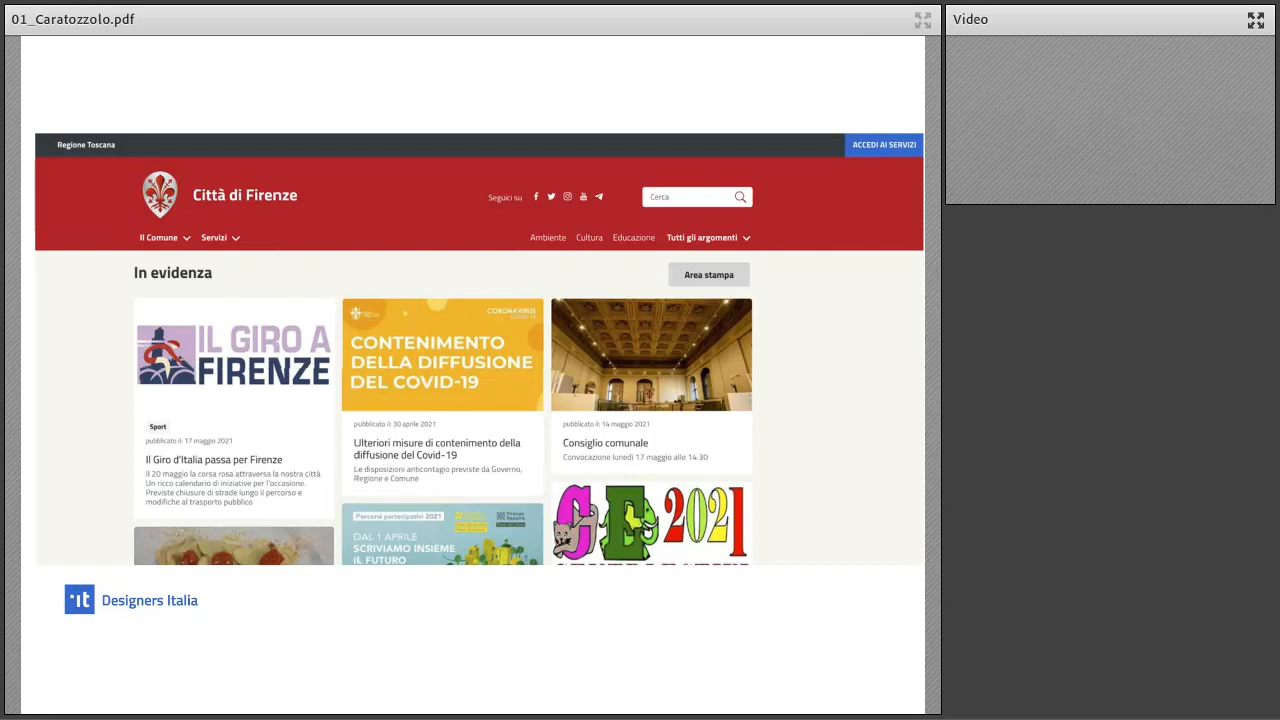 01_Caratozzolo.pdf
Video
Regione Toscana
ACCEDI AI SERVIZI
Città di Firenze
Seguici su
Cerca
Il Comune
Servizi
Ambiente
Cultura
Educazione
Tutti gli argomenti
In evidenza
Area stampa
IL GIRO A
FIRENZE
Sport
pubblicato il: 17 maggio 2021
Il Giro d'Italia passa per Firenze
Il 20 maggio la corsa rosa attraversa la nostra città.
Un ricco calendario di iniziative per l'occasione.
Previste chiusure di strade lungo il percorso e
modifiche al trasporto pubblico
CORONAVIRUS
CONTENIMENTO
DELLA DIFFUSIONE
DEL COVID-19
pubblicato il: 30 aprile 2021
Ulteriori misure di contenimento della
diffusione del Covid-19
Le disposizioni anticontagio previste da Governo,
Regione e Comune
pubblicato il: 14 maggio 2021
Consiglio comunale
Convocazione lunedì 17 maggio alle 14.30
Percorsi partecipativi 2021
DAL 1 APRILE
SCRIVIAMO INSIEME
IL FUTURO
CE 2021
.it Designers Italia